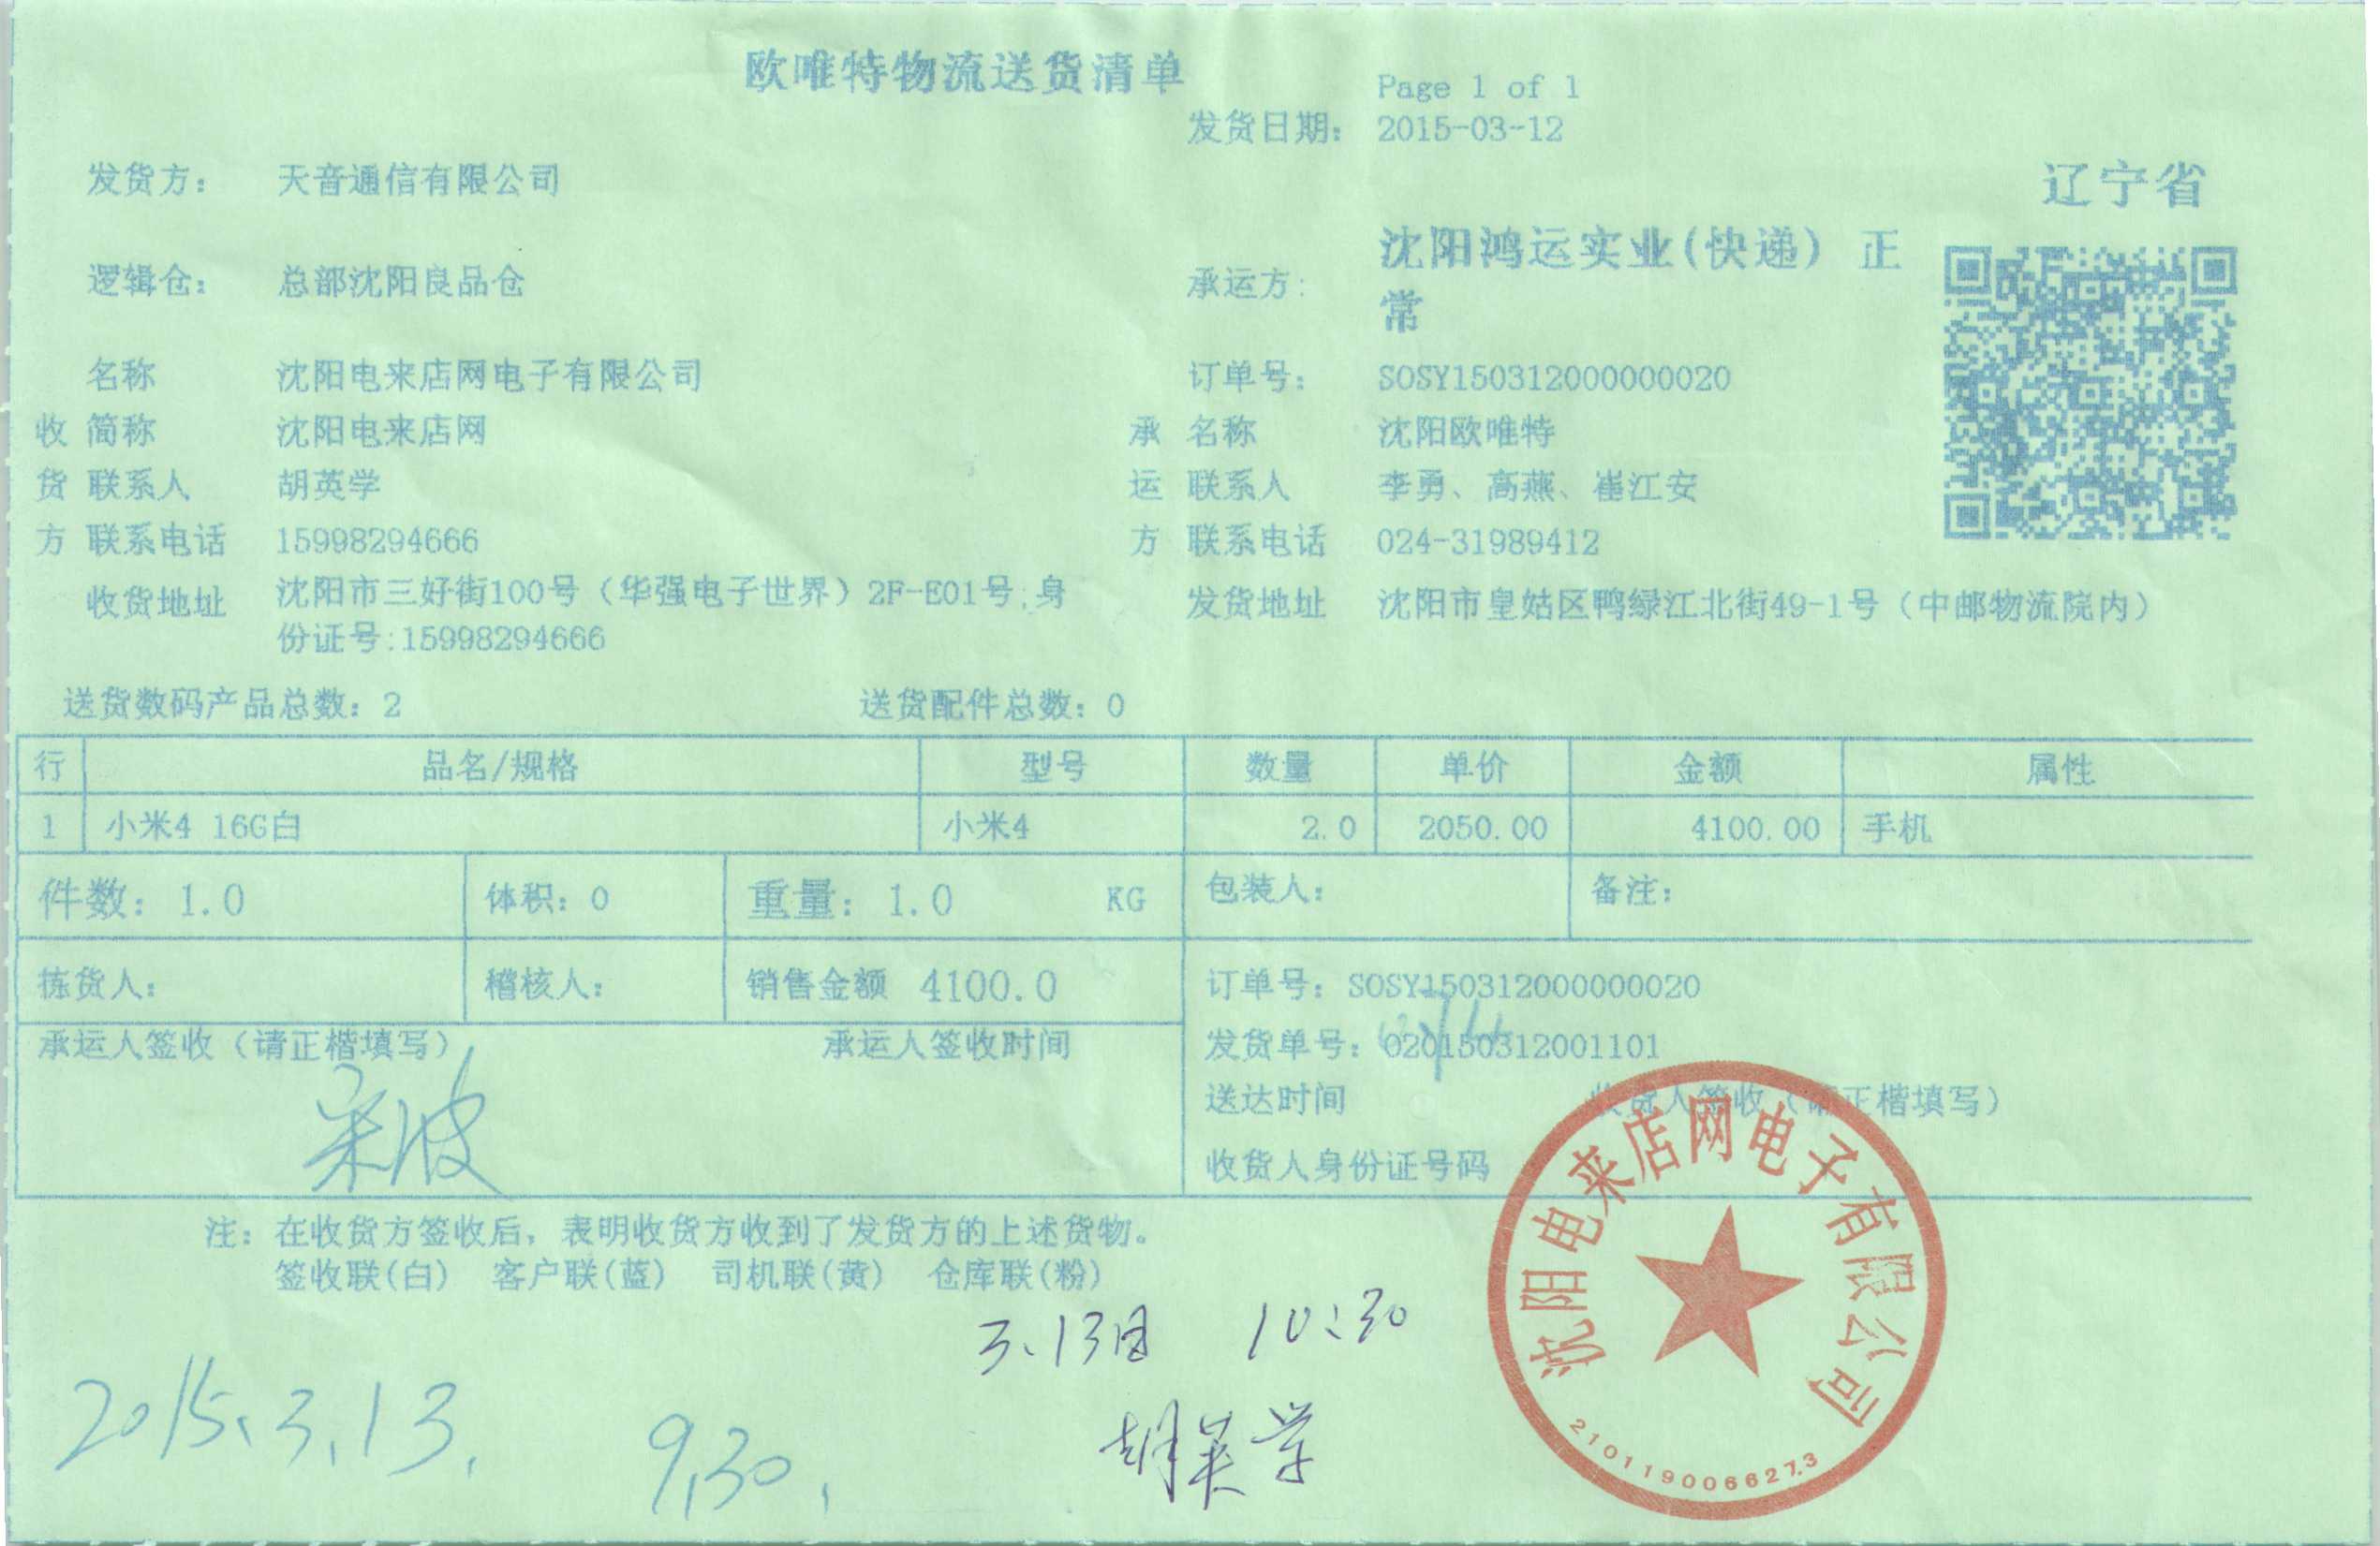 欧唯特物流送货清单
Page 1 of 1
发货日期: 2015-03-12
发货方: 天音通信有限公司
辽宁省
逻辑仓: 总部沈阳良品仓
承运方: 沈阳鸿运实业(快递) 正
常
名称 沈阳电来店网电子有限公司
订单号: SOSY150312000000020
收 简称 沈阳电来店网
承 名称 沈阳欧唯特
货 联系人 胡英学
运 联系人 李勇、高燕、崔江安
方 联系电话 15998294666
方 联系电话 024-31989412
收货地址 沈阳市三好街100号（华强电子世界）2F-E01号;身
份证号:15998294666
发货地址 沈阳市皇姑区鸭绿江北街49-1号（中邮物流院内）
送货数码产品总数: 2 送货配件总数: 0
行 品名/规格 型号 数量 单价 金额 属性
1 小米4 16G白 小米4 2.0 2050.00 4100.00 手机
件数: 1.0 体积: 0 重量: 1.0 KG 包装人: 备注:
拣货人: 稽核人: 销售金额 4100.0 订单号: SOSY150312000000020
承运人签收（请正楷填写） 承运人签收时间
发货单号: 020150312001101
送达时间 收货人签收（需正楷填写）
宋波
收货人身份证号码
注: 在收货方签收后，表明收货方收到了发货方的上述货物。
签收联(白) 客户联(蓝) 司机联(黄) 仓库联(粉)
3、13日 10:30
2015、3、13、 9、30、
胡英学
沈阳电来店网电子有限公司
2101190066273